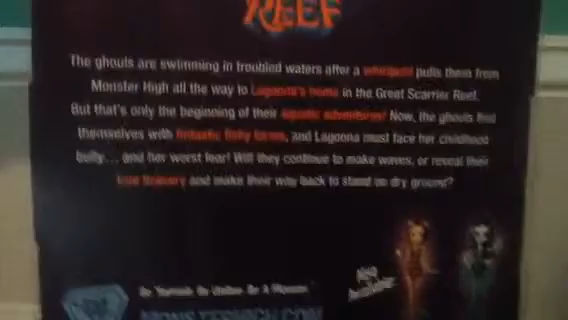 REEF
The ghouls are swimming in troubled waters after a whirlpool pulls them from
Monster High all the way to Lagoona's home in the Great Scarrier Reef.
But that's only the beginning of their aquatic adventures! Now, the ghouls find
themselves with fintastic fishy forms, and Lagoona must face her childhood
bully... and her worst fear! Will they continue to make waves, or reveal their
true bravery and make their way back to stand on dry ground?
Be Yourself. Be Unique. Be A Monster.
MONSTERHIGH.COM